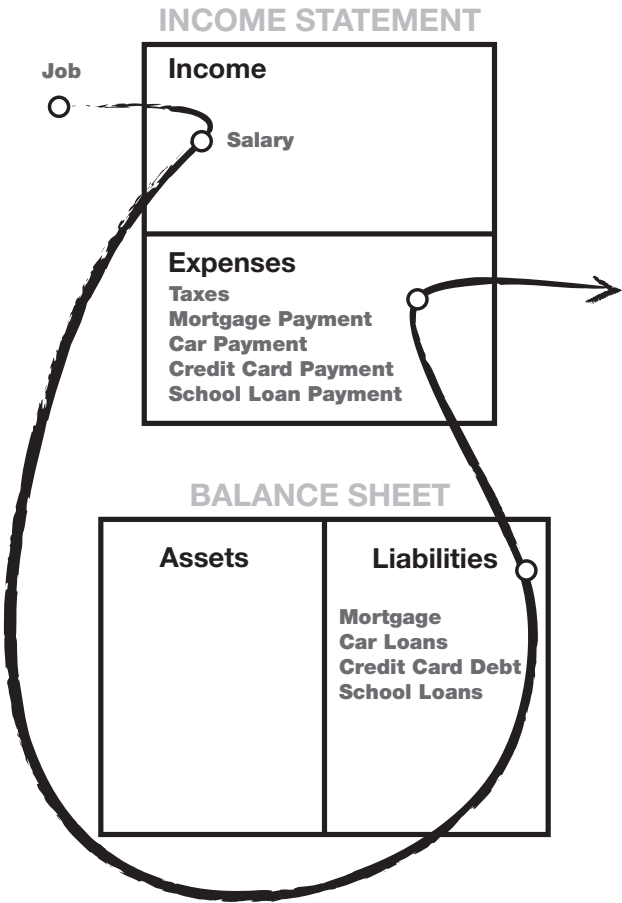 INCOME STATEMENT
Job
Income
Salary
Expenses
Taxes
Mortgage Payment
Car Payment
Credit Card Payment
School Loan Payment
BALANCE SHEET
Assets
Liabilities
Mortgage
Car Loans
Credit Card Debt
School Loans